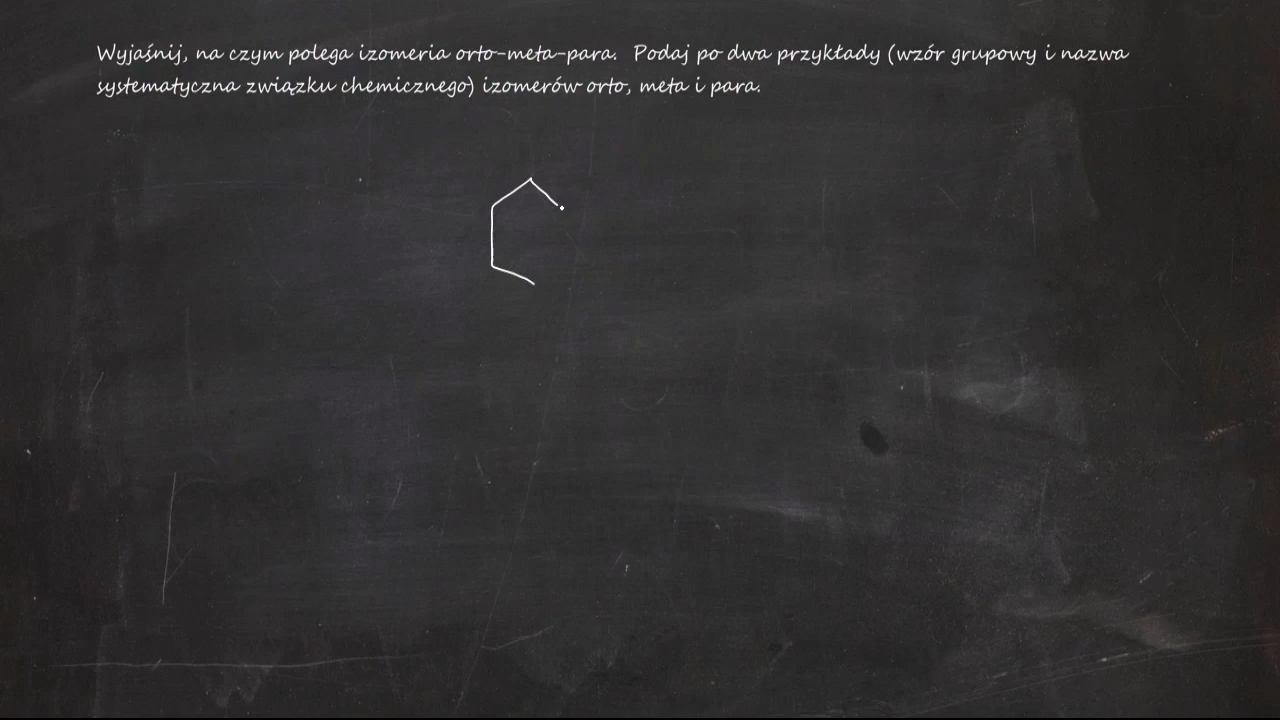 Wyjaśnij, na czym polega izomeria orto-meta-para. Podaj po dwa przykłady (wzór grupowy i nazwa
systematyczna związku chemicznego) izomerów orto, meta i para.